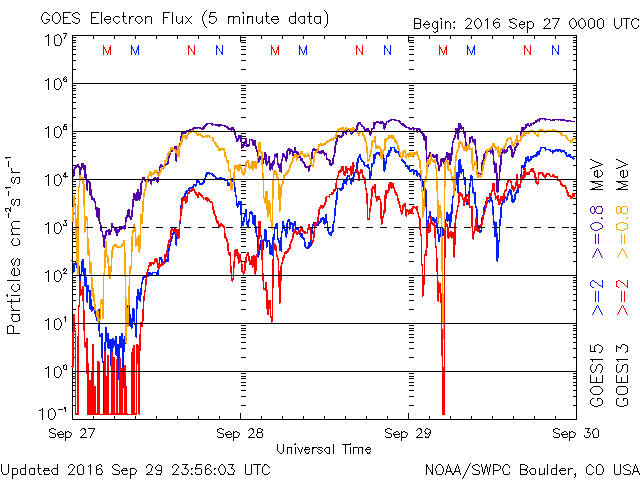 GOES Electron Flux (5 minute data)
Begin: 2016 Sep 27 0000 UTC
10⁷
M M N N M M N N M M N N
10⁶
10⁵
10⁴
10³
10²
10¹
10⁰
10⁻¹
Particles cm⁻²s⁻¹sr⁻¹
GOES15 >=2 >=0.8 MeV
GOES13 >=2 >=0.8 MeV
Sep 27 Sep 28 Sep 29 Sep 30
Universal Time
Updated 2016 Sep 29 23:56:03 UTC
NOAA/SWPC Boulder, CO USA